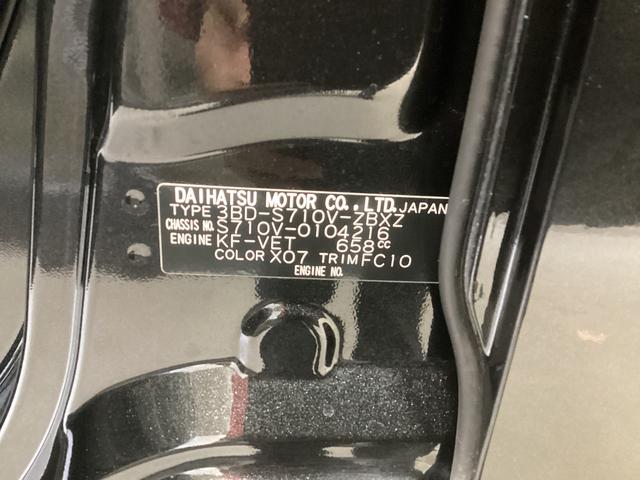 DAIHATSU MOTOR CO.,LTD. JAPAN
TYPE 3BD-S710V-ZBXZ
CHASSIS NO. S710V-0104216
ENGINE KF-VET 658cc
COLOR X07 TRIM FC10
ENGINE NO.